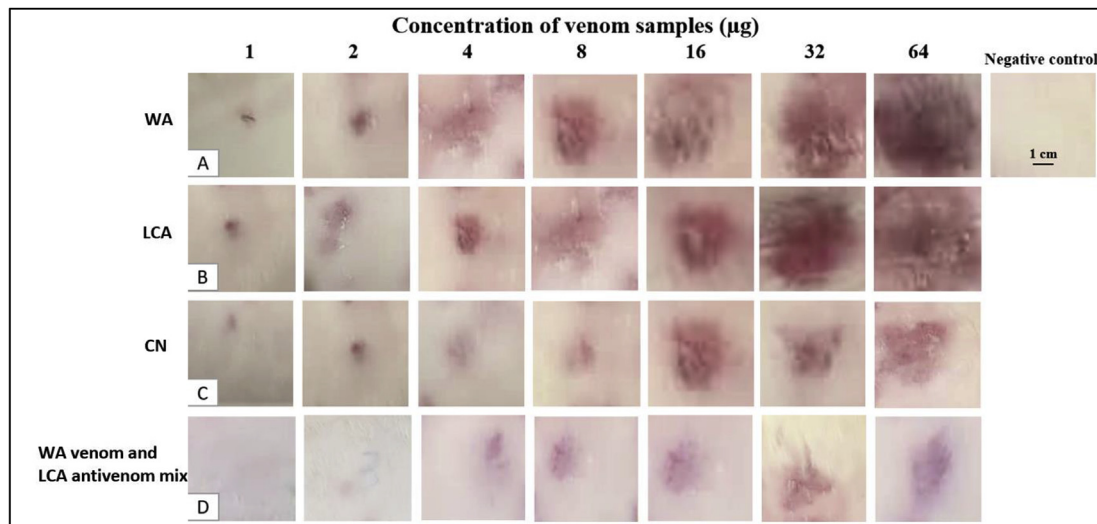 Concentration of venom samples (µg)
1 2 4 8 16 32 64 Negative control
WA
A
1 cm
LCA
B
CN
C
WA venom and
LCA antivenom mix
D